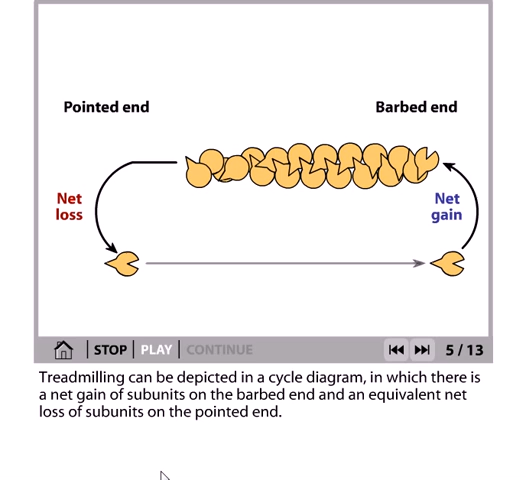 Pointed end
Barbed end
Net
loss
Net
gain
STOP PLAY CONTINUE 5 / 13
Treadmilling can be depicted in a cycle diagram, in which there is
a net gain of subunits on the barbed end and an equivalent net
loss of subunits on the pointed end.